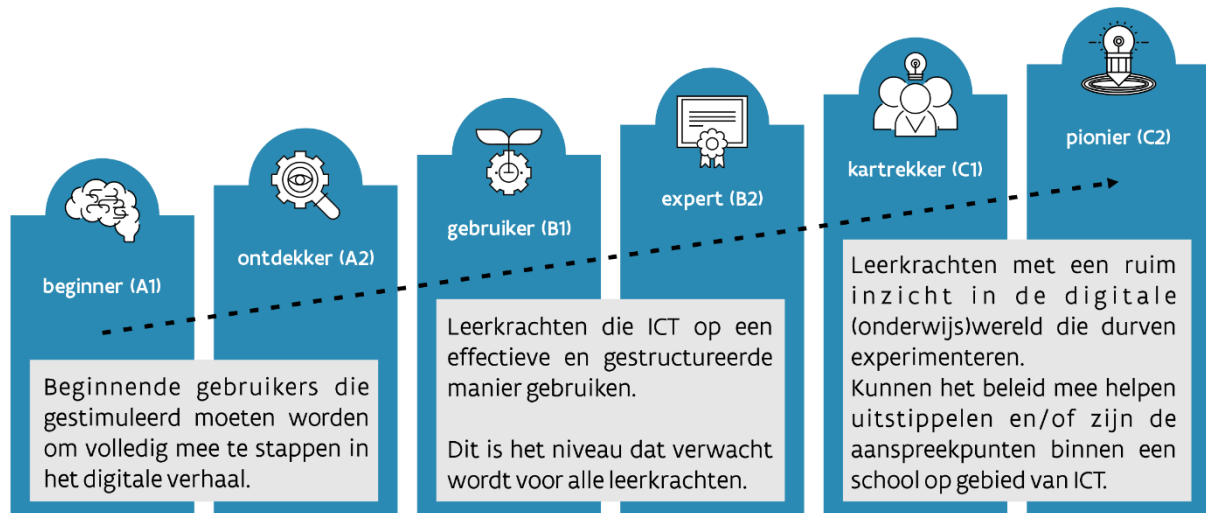 beginner (A1)
ontdekker (A2)
gebruiker (B1)
expert (B2)
kartrekker (C1)
pionier (C2)
Beginnende gebruikers die
gestimuleerd moeten worden
om volledig mee te stappen in
het digitale verhaal.
Leerkrachten die ICT op een
effectieve en gestructureerde
manier gebruiken.
Dit is het niveau dat verwacht
wordt voor alle leerkrachten.
Leerkrachten met een ruim
inzicht in de digitale
(onderwijs)wereld die durven
experimenteren.
Kunnen het beleid mee helpen
uitstippelen en/of zijn de
aanspreekpunten binnen een
school op gebied van ICT.